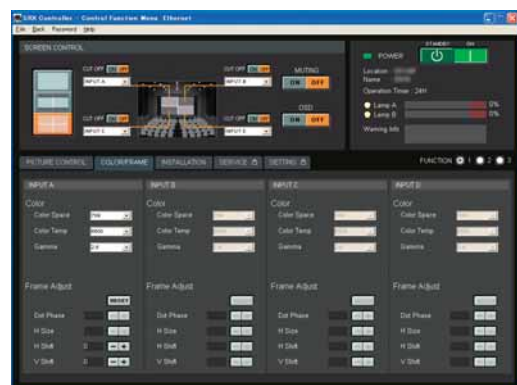 SRX Controller - Control Function Menu Ethernet
Edit Back Password Help
SCREEN CONTROL
CUT OFF ON OFF
INPUT A
CUT OFF ON OFF
INPUT B
MUTING
ON OFF
CUT OFF ON OFF
CUT OFF ON OFF
OSD
ON OFF
STANDBY ON
POWER
Location
Name
Operation Timer : 24H
Lamp A 0%
Lamp B 0%
Warning Info
PICTURE CONTROL COLOR/FRAME INSTALLATION SERVICE SETTING FUNCTION 1 2 3
INPUT A INPUT B INPUT C INPUT D
Color Color Color Color
Color Space Color Space Color Space Color Space
Color Temp Color Temp Color Temp Color Temp
Gamma Gamma Gamma Gamma
Frame Adjust Frame Adjust Frame Adjust Frame Adjust
RESET
Dot Phase Dot Phase Dot Phase Dot Phase
H Size H Size H Size H Size
H Shift 0 H Shift H Shift H Shift
V Shift 0 V Shift V Shift V Shift